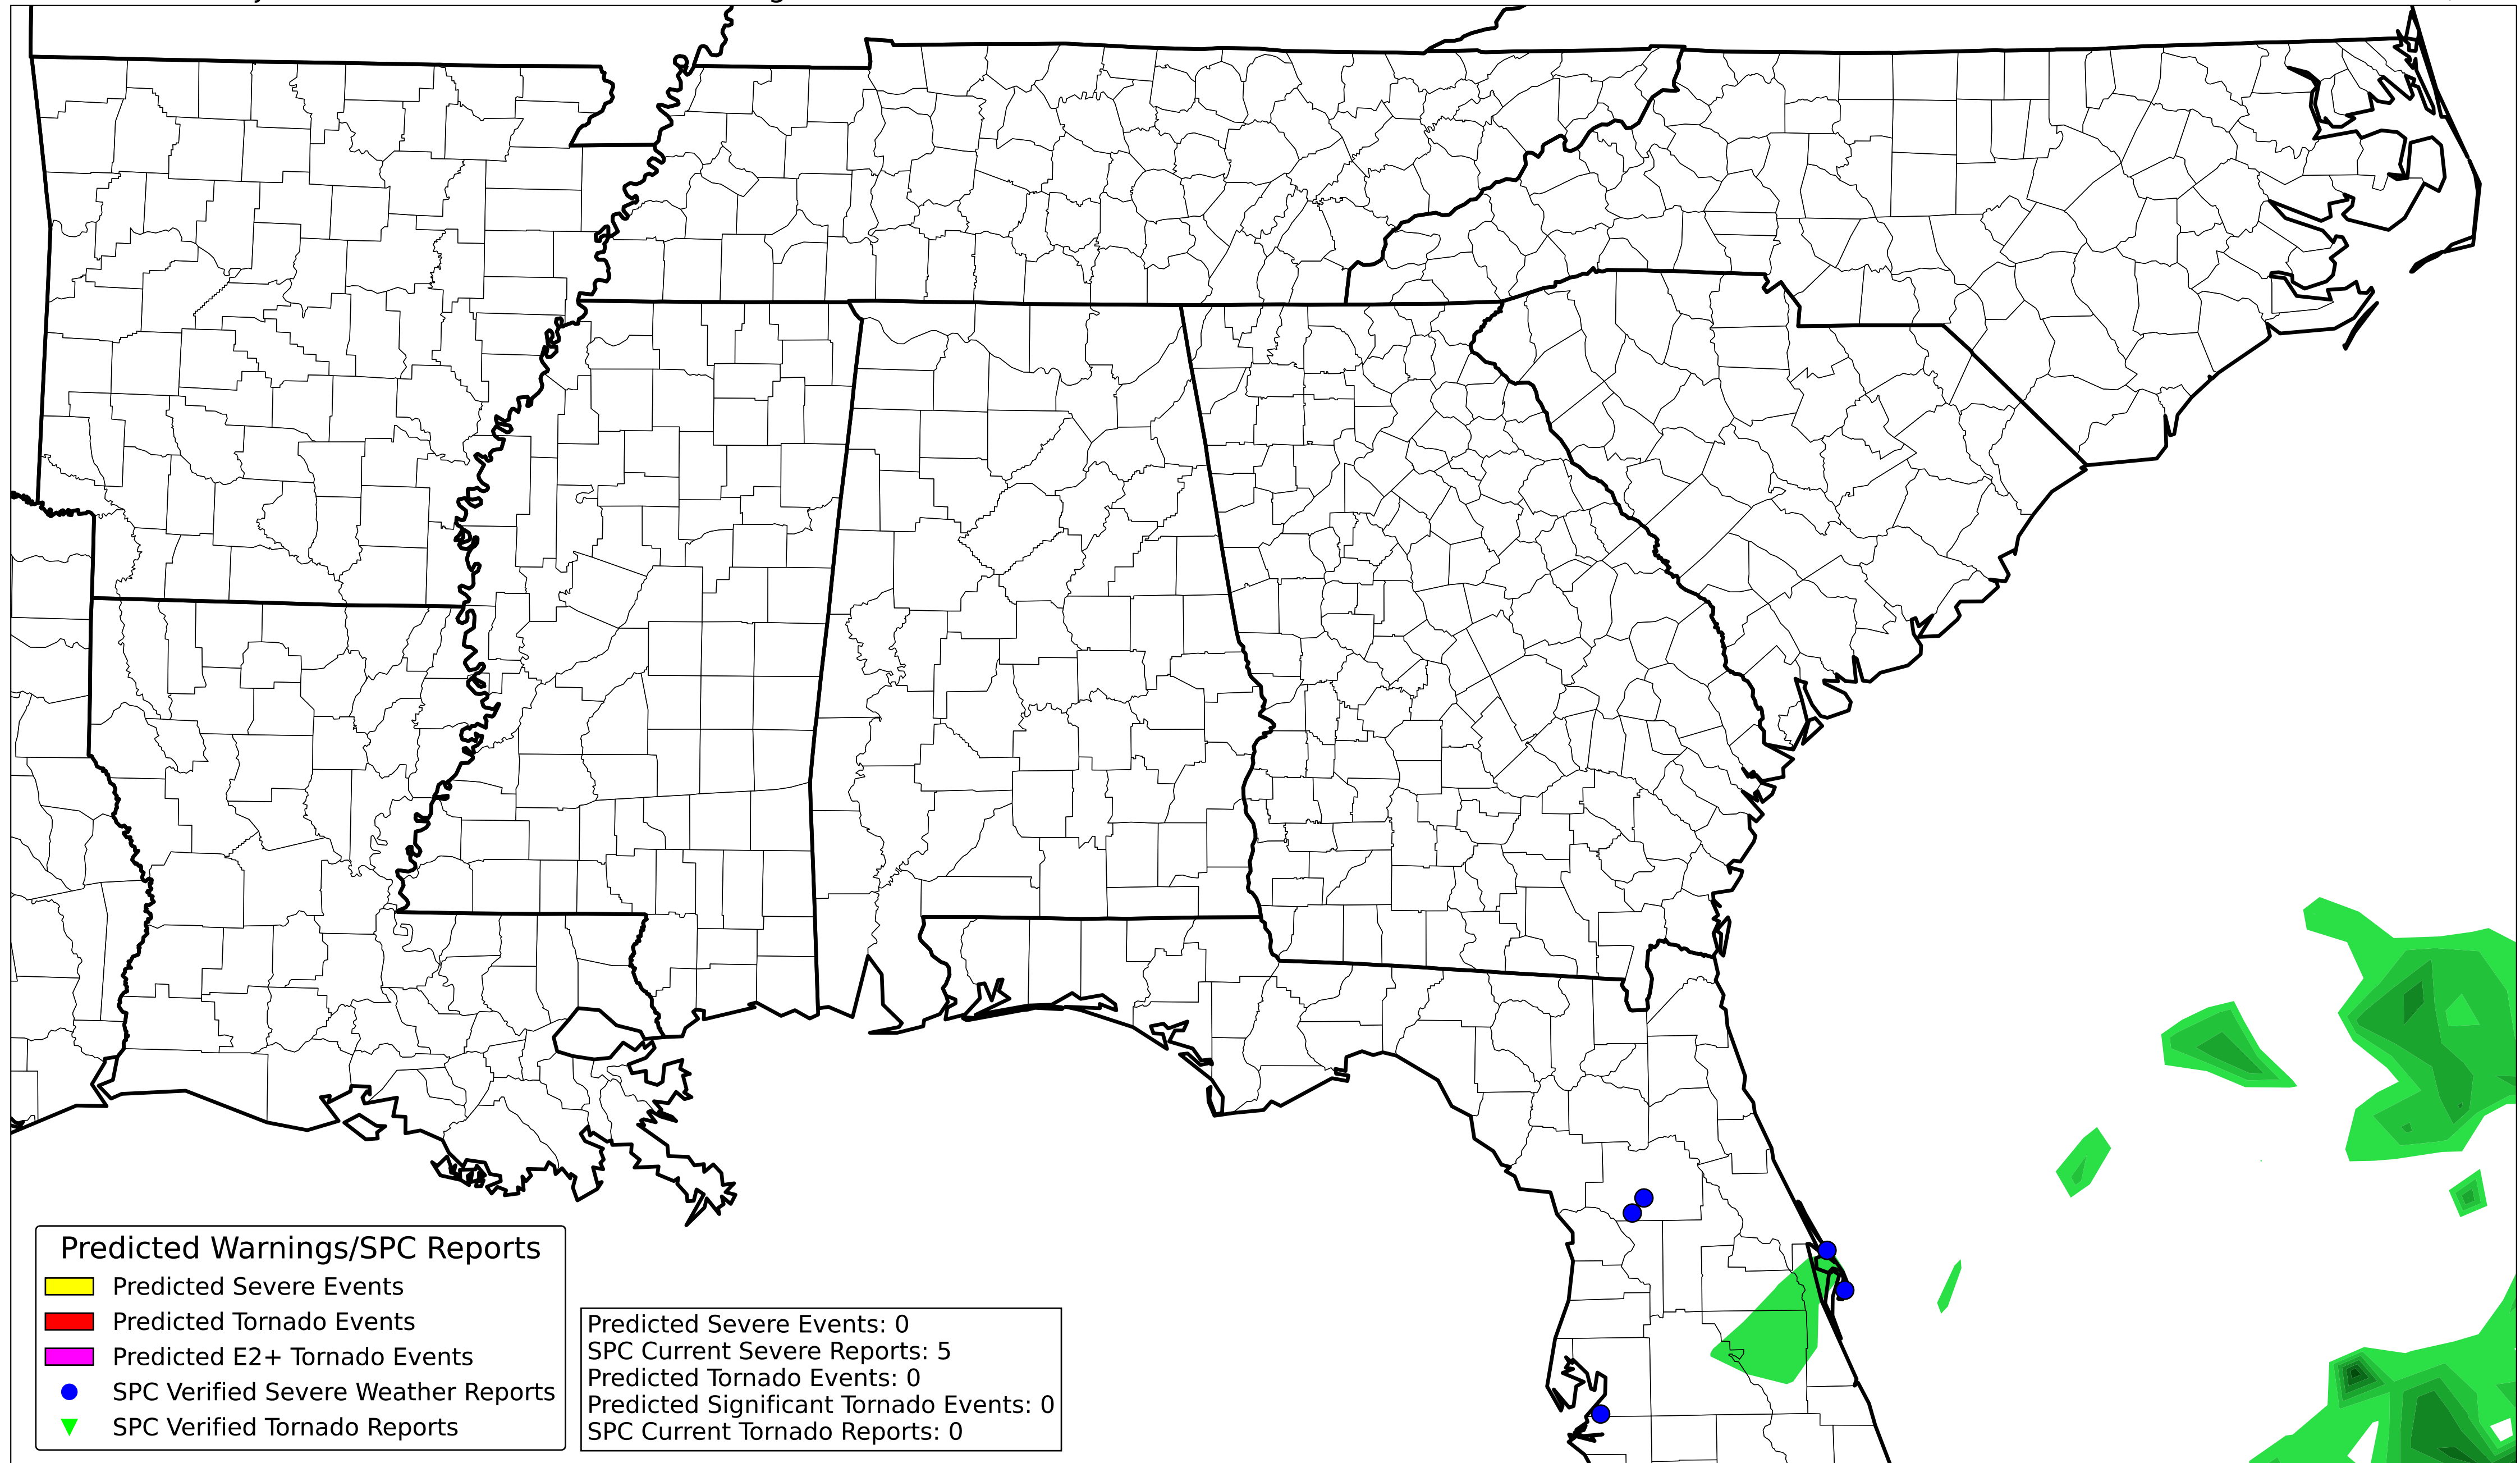 Predicted Warnings/SPC Reports
Predicted Severe Events
Predicted Tornado Events
Predicted E2+ Tornado Events
SPC Verified Severe Weather Reports
SPC Verified Tornado Reports
Predicted Severe Events: 0
SPC Current Severe Reports: 5
Predicted Tornado Events: 0
Predicted Significant Tornado Events: 0
SPC Current Tornado Reports: 0